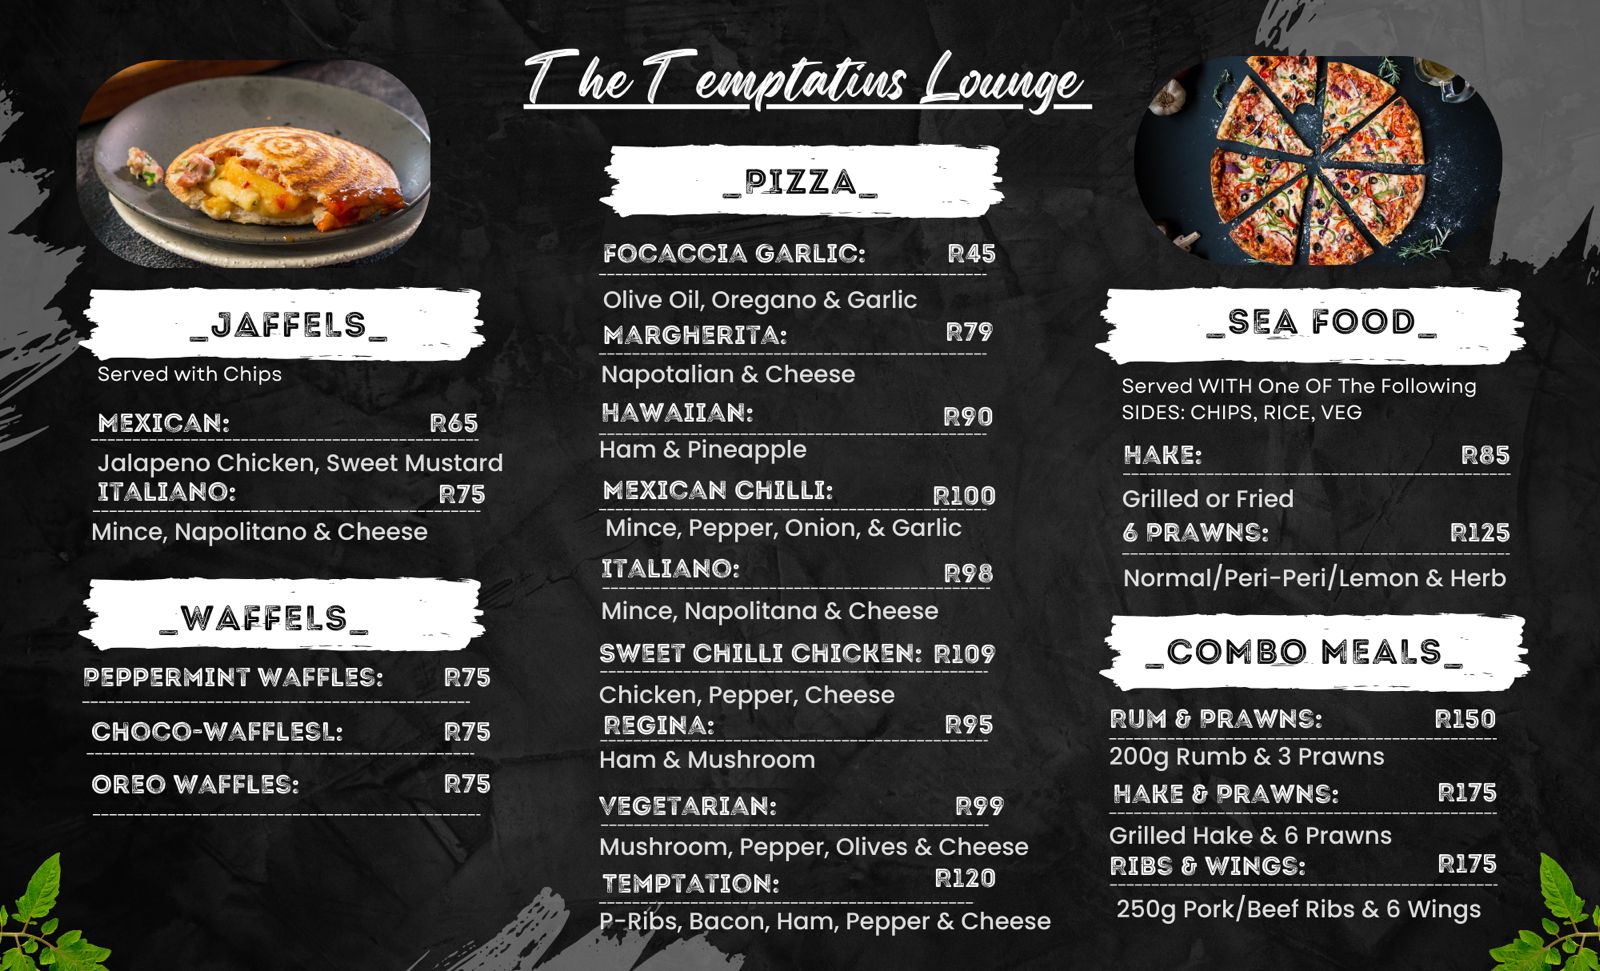 The Temptatins Lounge
_JAFFELS_
Served with Chips
MEXICAN: R65
Jalapeno Chicken, Sweet Mustard
ITALIANO: R75
Mince, Napolitano & Cheese
_WAFFELS_
PEPPERMINT WAFFLES: R75
CHOCO-WAFFLESL: R75
OREO WAFFLES: R75
_PIZZA_
FOCACCIA GARLIC: R45
Olive Oil, Oregano & Garlic
MARGHERITA: R79
Napotalian & Cheese
HAWAIIAN: R90
Ham & Pineapple
MEXICAN CHILLI: R100
Mince, Pepper, Onion, & Garlic
ITALIANO: R98
Mince, Napolitana & Cheese
SWEET CHILLI CHICKEN: R109
Chicken, Pepper, Cheese
REGINA: R95
Ham & Mushroom
VEGETARIAN: R99
Mushroom, Pepper, Olives & Cheese
TEMPTATION: R120
P-Ribs, Bacon, Ham, Pepper & Cheese
_SEA FOOD_
Served WITH One OF The Following
SIDES: CHIPS, RICE, VEG
HAKE: R85
Grilled or Fried
6 PRAWNS: R125
Normal/Peri-Peri/Lemon & Herb
_COMBO MEALS_
RUM & PRAWNS: R150
200g Rumb & 3 Prawns
HAKE & PRAWNS: R175
Grilled Hake & 6 Prawns
RIBS & WINGS: R175
250g Pork/Beef Ribs & 6 Wings